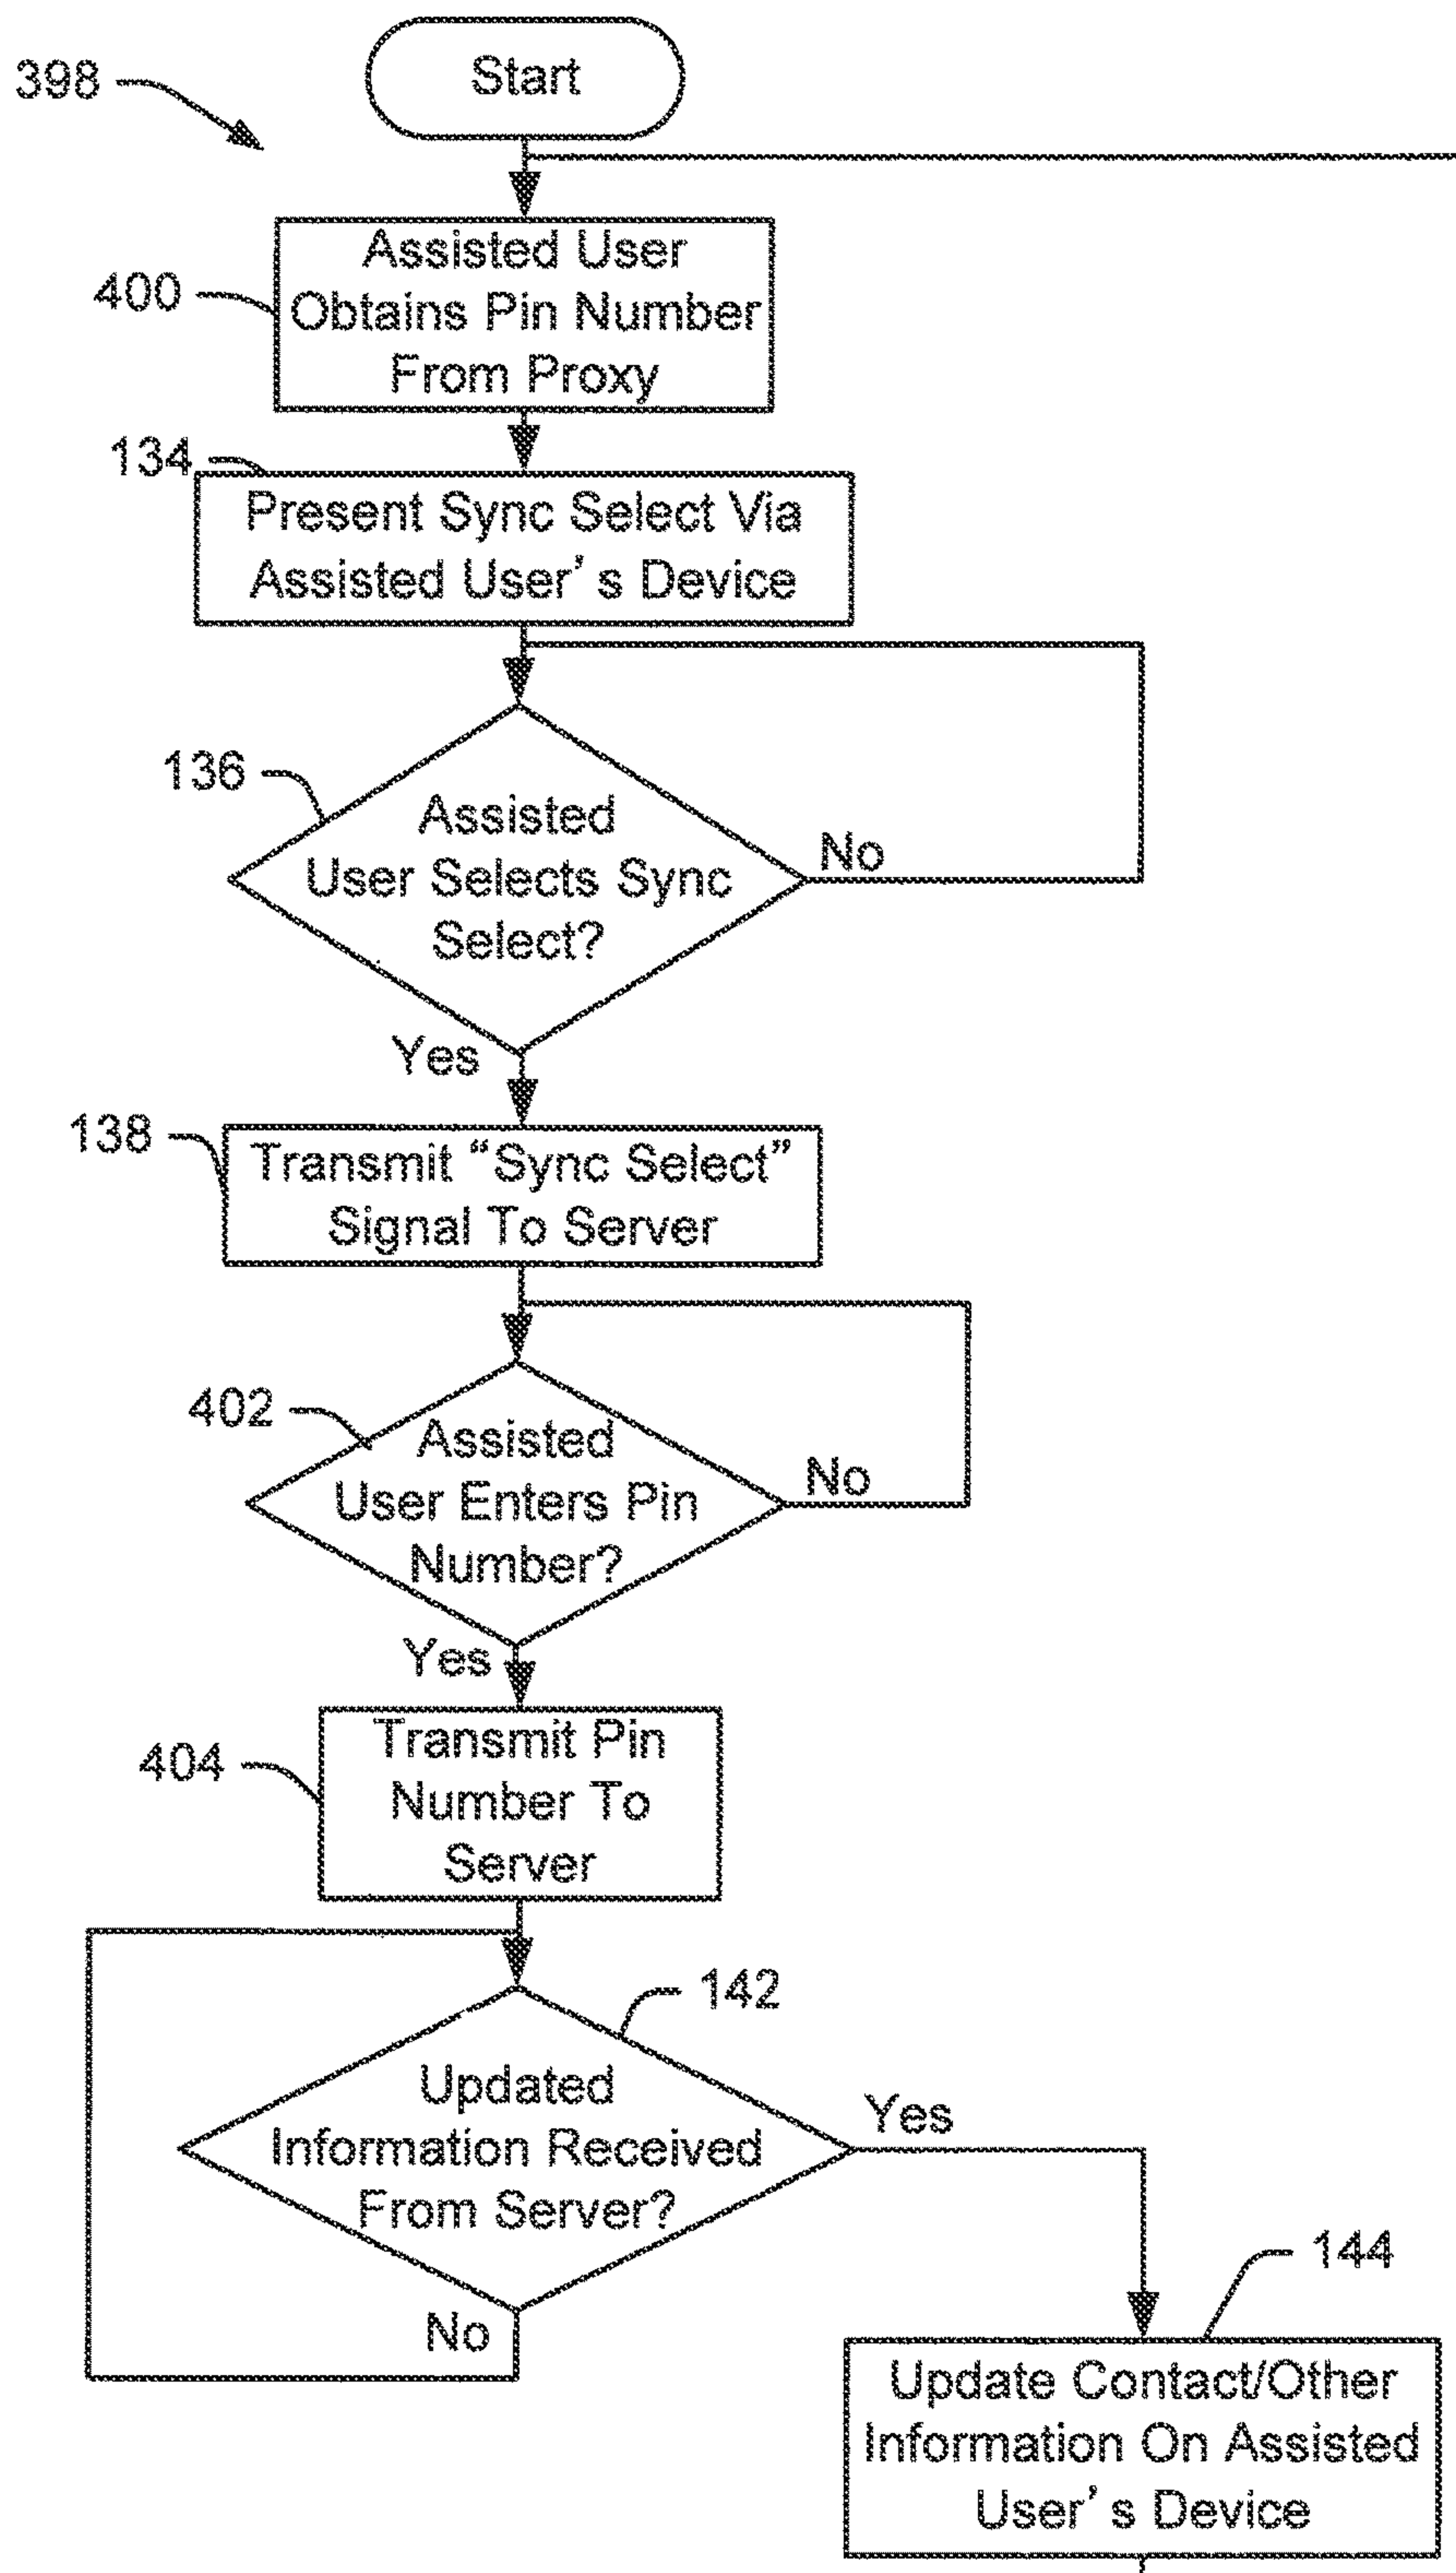 Start
398
Assisted User
Obtains Pin Number
From Proxy
400
134
Present Sync Select Via
Assisted User's Device
136
Assisted
User Selects Sync
Select?
No
Yes
138
Transmit “Sync Select”
Signal To Server
402
Assisted
User Enters Pin
Number?
No
Yes
404
Transmit Pin
Number To
Server
142
Updated
Information Received
From Server?
Yes
No
144
Update Contact/Other
Information On Assisted
User's Device